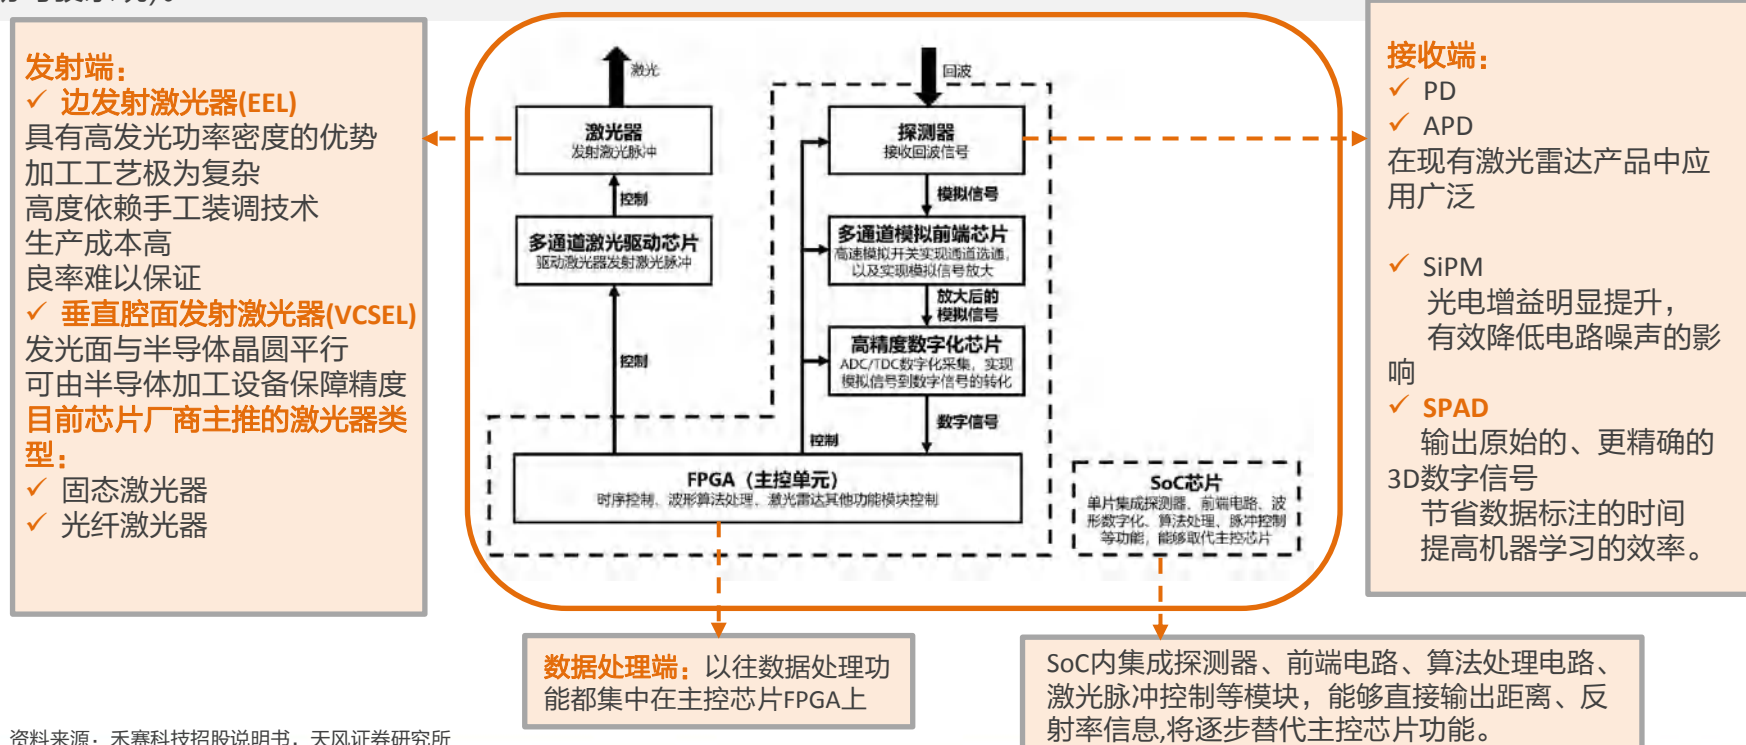 发射端：
✓ 边发射激光器(EEL)
具有高发光功率密度的优势
加工工艺极为复杂
高度依赖手工装调技术
生产成本高
良率难以保证
✓ 垂直腔面发射激光器(VCSEL)
发光面与半导体晶圆平行
可由半导体加工设备保障精度
目前芯片厂商主推的激光器类
型：
✓ 固态激光器
✓ 光纤激光器
激光
激光器
发射激光脉冲
控制
多通道激光驱动芯片
驱动激光器发射激光脉冲
控制
回波
探测器
接收回波信号
模拟信号
多通道模拟前端芯片
高速模拟开关实现通道选通，
以及实现模拟信号放大
放大后的
模拟信号
高精度数字化芯片
ADC/TDC数字化采集，实现
模拟信号到数字信号的转化
数字信号
控制
FPGA（主控单元）
时序控制、波形算法处理、激光雷达其他功能模块控制
SoC芯片
单片集成探测器、前端电路、波
形数字化、算法处理、脉冲控制
等功能，能够取代主控芯片
接收端：
✓ PD
✓ APD
在现有激光雷达产品中应
用广泛
✓ SiPM
光电增益明显提升，
有效降低电路噪声的影
响
✓ SPAD
输出原始的、更精确的
3D数字信号
节省数据标注的时间
提高机器学习的效率。
数据处理端：以往数据处理功
能都集中在主控芯片FPGA上
SoC内集成探测器、前端电路、算法处理电路、
激光脉冲控制等模块，能够直接输出距离、反
射率信息,将逐步替代主控芯片功能。
资料来源：禾赛科技招股说明书，天风证券研究所